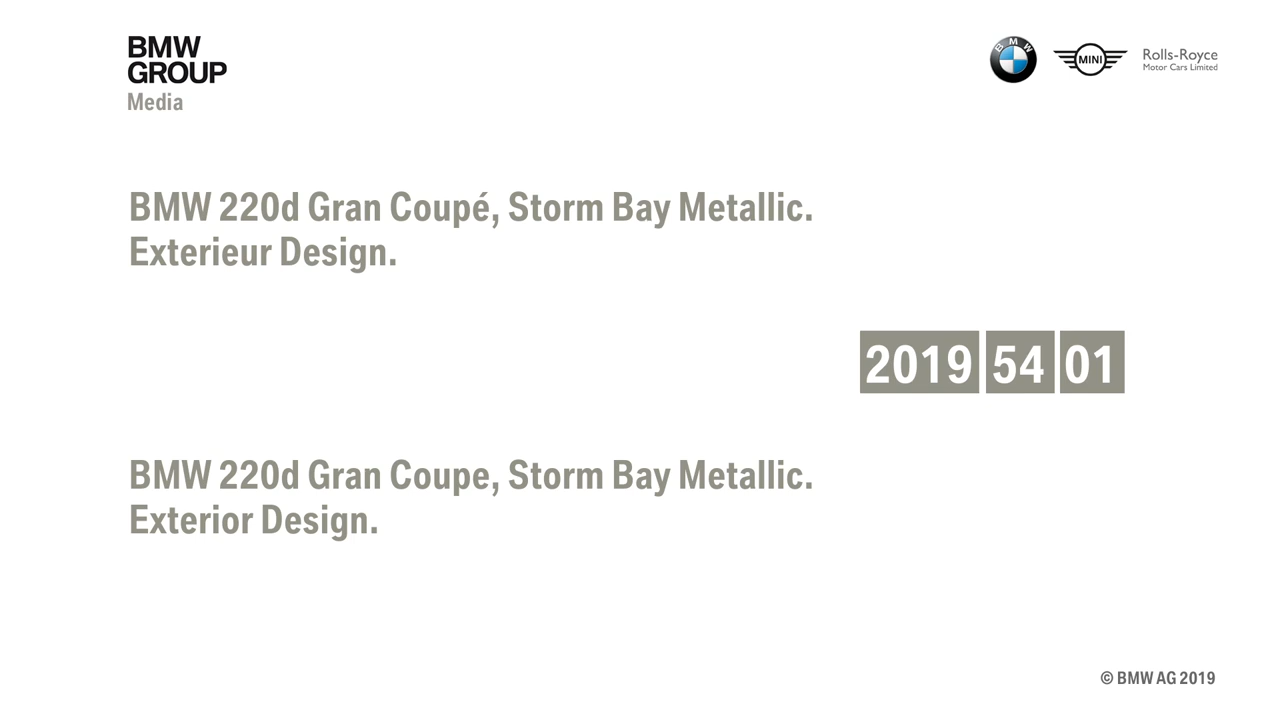 BMW
GROUP
Media
BMW
MINI
Rolls-Royce
Motor Cars Limited
BMW 220d Gran Coupé, Storm Bay Metallic.
Exterieur Design.
2019 54 01
BMW 220d Gran Coupe, Storm Bay Metallic.
Exterior Design.
© BMW AG 2019